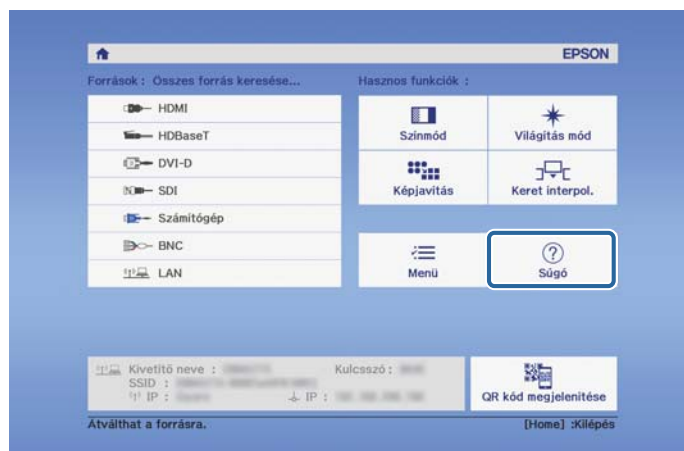 EPSON
Források : Összes forrás keresése...
Hasznos funkciók :
HDMI
HDBaseT
DVI-D
SDI
Számítógép
BNC
LAN
Színmód
Világítás mód
Képjavítás
Keret interpol.
Menü
Súgó
Kivetítő neve :
Kulcsszó :
SSID :
IP :
IP :
QR kód megjelenítése
Átválthat a forrásra.
[Home] :Kilépés